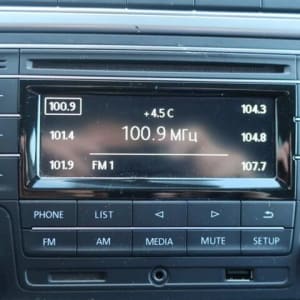 100.9
+4.5 C
104.3
101.4
100.9 МГц
104.8
101.9
FM 1
107.7
PHONE
LIST
FM
AM
MEDIA
MUTE
SETUP